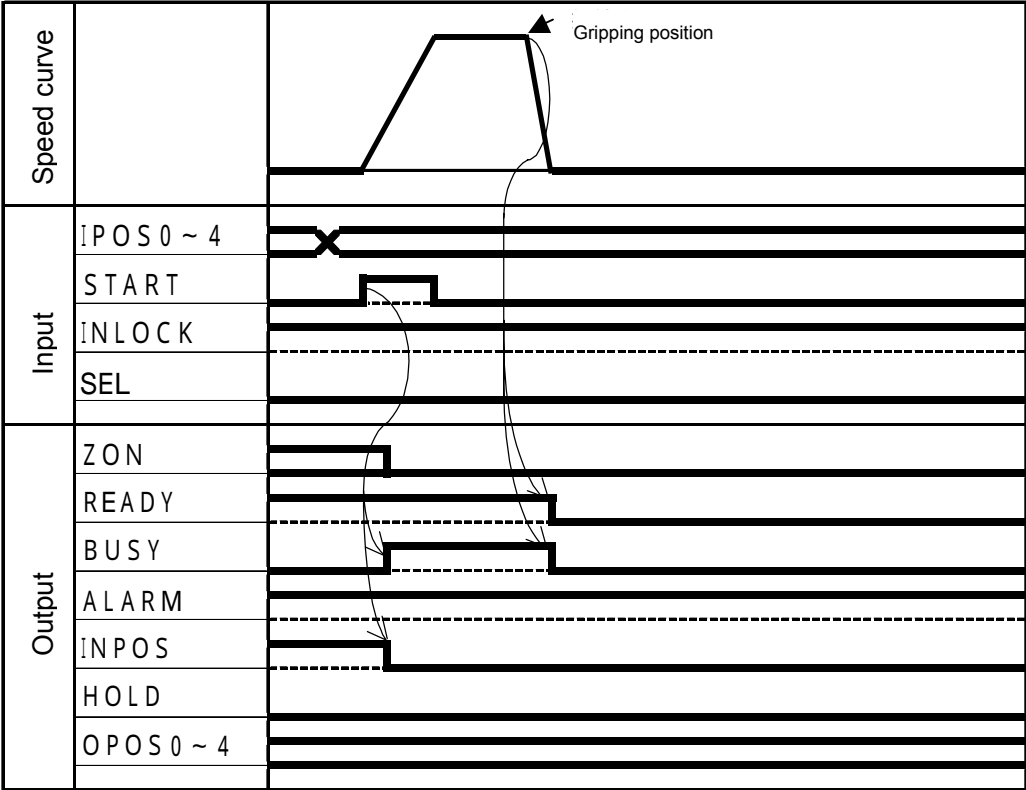 Speed curve
Gripping position
Input
IPOS0~4
START
INLOCK
SEL
Output
ZON
READY
BUSY
ALARM
INPOS
HOLD
OPOS0~4